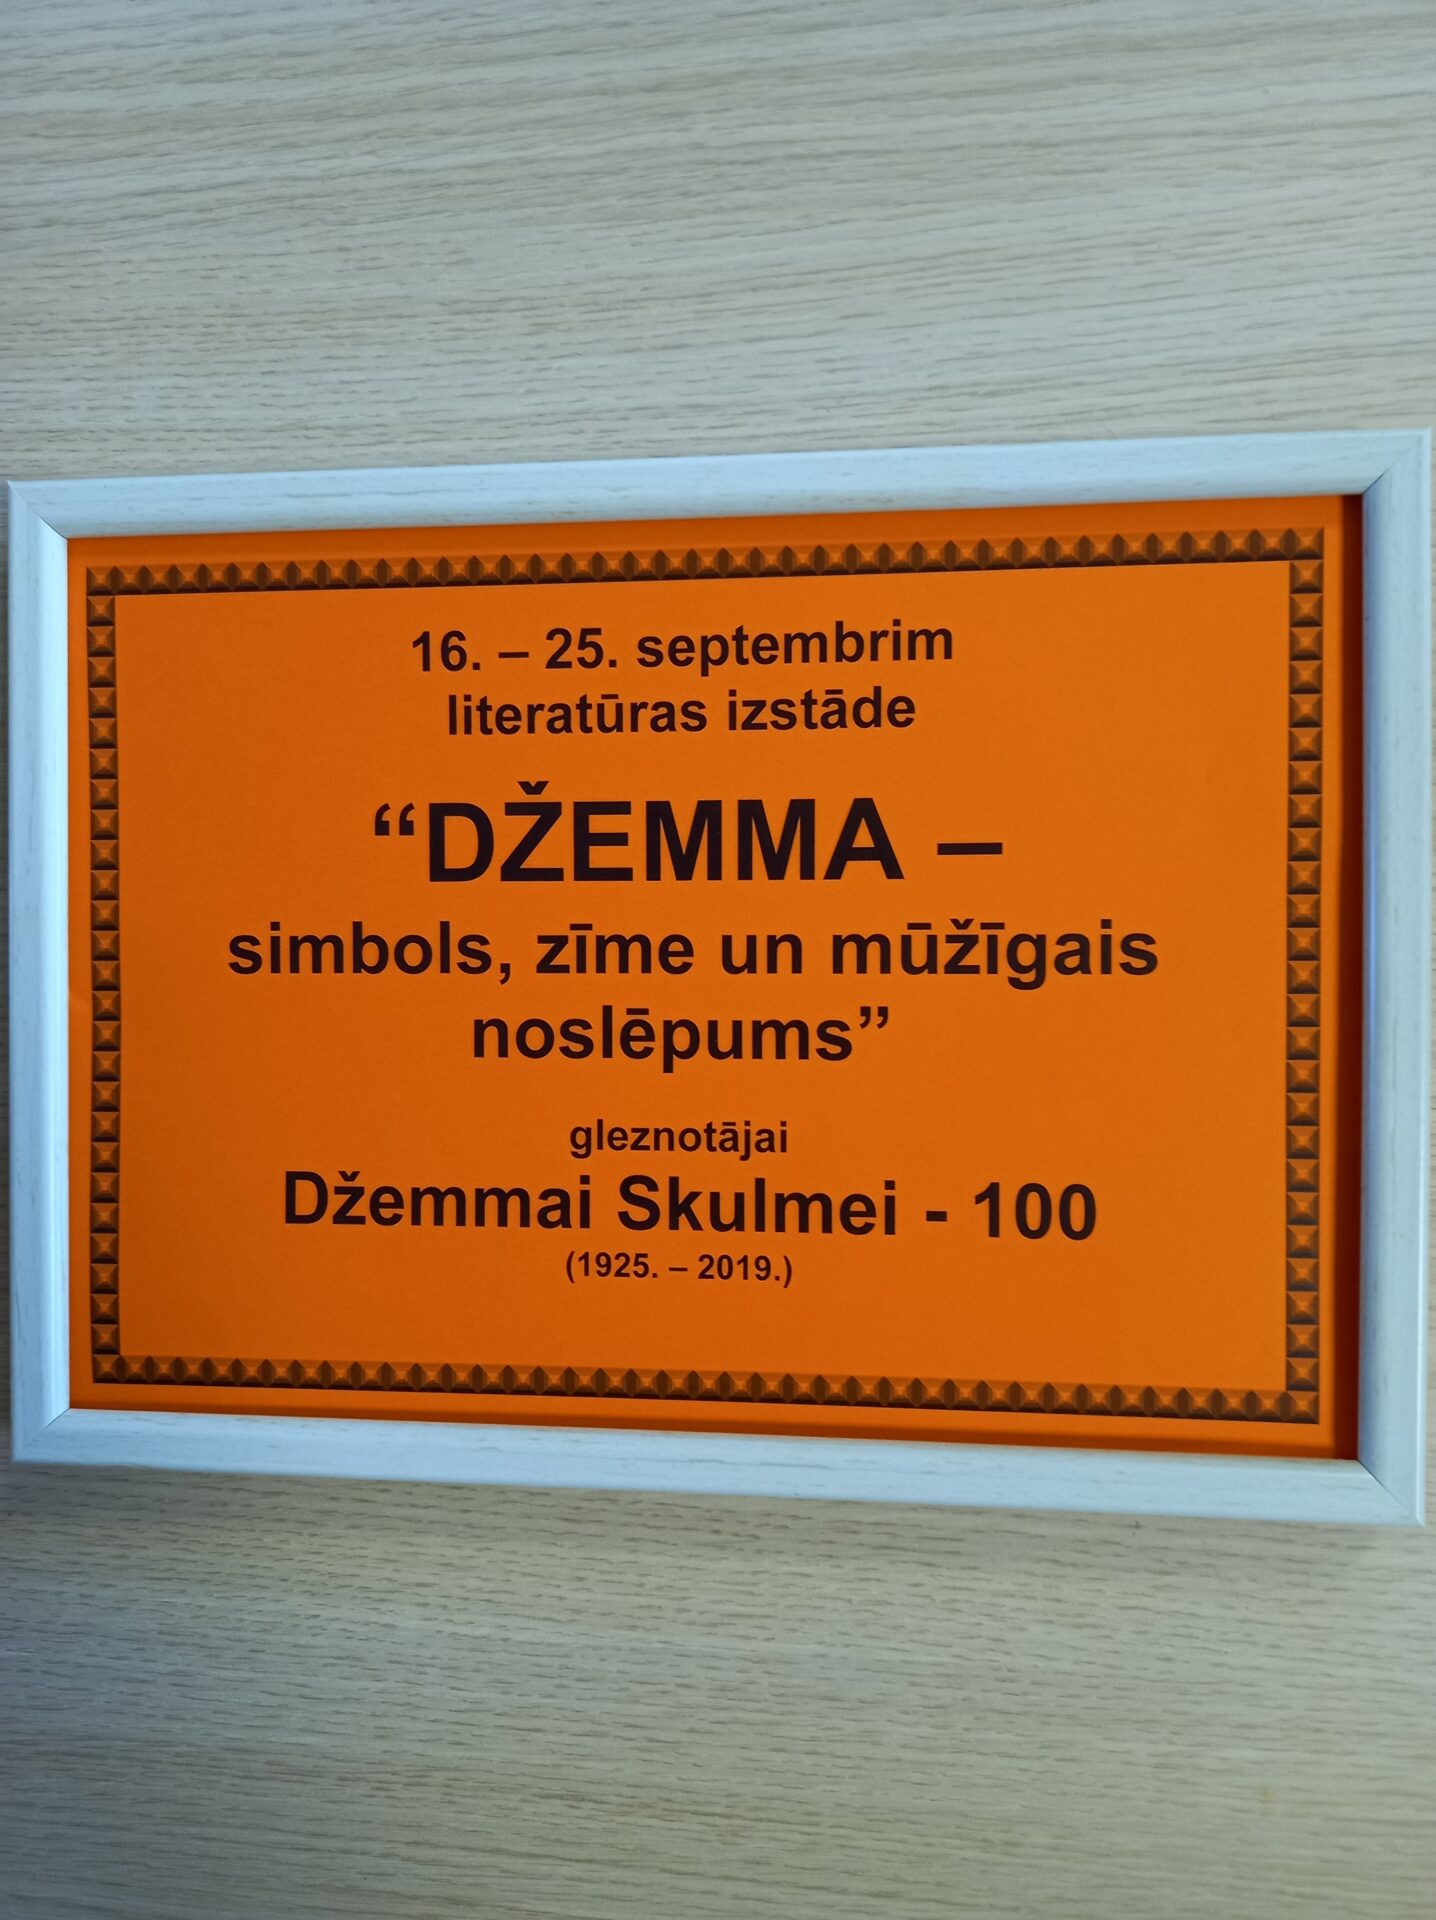 16. – 25. septembrim
literatūras izstāde
“DŽEMMA –
simbols, zīme un mūžīgais
noslēpums”
gleznotājai
Džemmai Skulmei - 100
(1925. – 2019.)